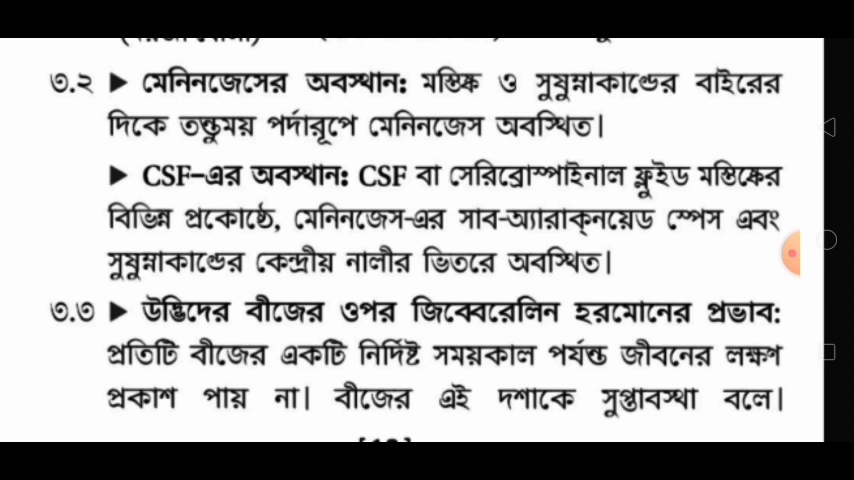 ৩.২ ▶ মেনিনজেসের অবস্থান: মস্তিষ্ক ও সুষুম্নাকাণ্ডের বাইরের
দিকে তন্তুময় পর্দারূপে মেনিনজেস অবস্থিত।
▶ CSF-এর অবস্থান: CSF বা সেরিব্রোস্পাইনাল ফ্লুইড মস্তিষ্কের
বিভিন্ন প্রকোষ্ঠে, মেনিনজেস-এর সাব-অ্যারাক্‌নয়েড স্পেস এবং
সুষুম্নাকাণ্ডের কেন্দ্রীয় নালীর ভিতরে অবস্থিত।
৩.৩ ▶ উদ্ভিদের বীজের ওপর জিব্বেরেলিন হরমোনের প্রভাব:
প্রতিটি বীজের একটি নির্দিষ্ট সময়কাল পর্যন্ত জীবনের লক্ষণ
প্রকাশ পায় না। বীজের এই দশাকে সুপ্তাবস্থা বলে।